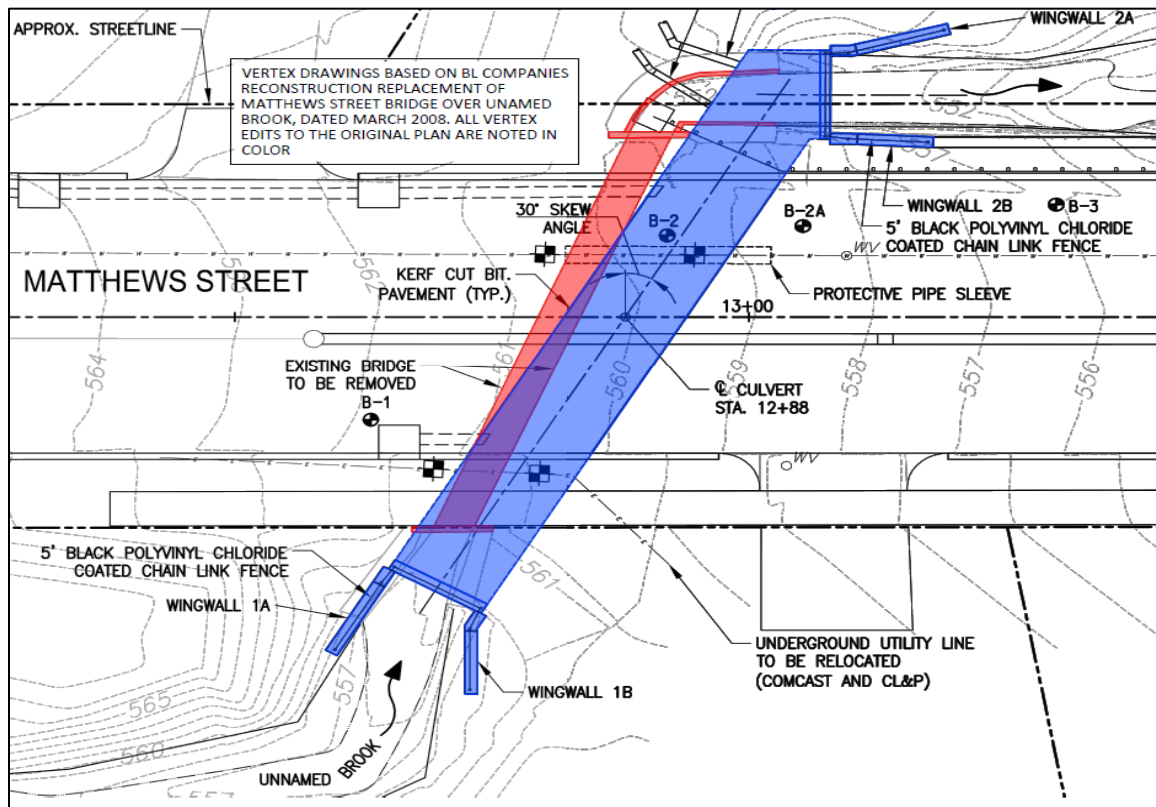 APPROX. STREETLINE
VERTEX DRAWINGS BASED ON BL COMPANIES
RECONSTRUCTION REPLACEMENT OF
MATTHEWS STREET BRIDGE OVER UNAMED
BROOK, DATED MARCH 2008. ALL VERTEX
EDITS TO THE ORIGINAL PLAN ARE NOTED IN
COLOR
WINGWALL 2A
552
557
WINGWALL 2B
5' BLACK POLYVINYL CHLORIDE
COATED CHAIN LINK FENCE
B-3
B-2A
B-2
30° SKEW
ANGLE
WV
MATTHEWS STREET
KERF CUT BIT.
PAVEMENT (TYP.)
PROTECTIVE PIPE SLEEVE
13+00
562
564
561
560
559
558
557
556
EXISTING BRIDGE
TO BE REMOVED
B-1
℄ CULVERT
STA. 12+88
WV
5' BLACK POLYVINYL CHLORIDE
COATED CHAIN LINK FENCE
WINGWALL 1A
561
UNDERGROUND UTILITY LINE
TO BE RELOCATED
(COMCAST AND CL&P)
WINGWALL 1B
557
565
560
UNNAMED BROOK
557